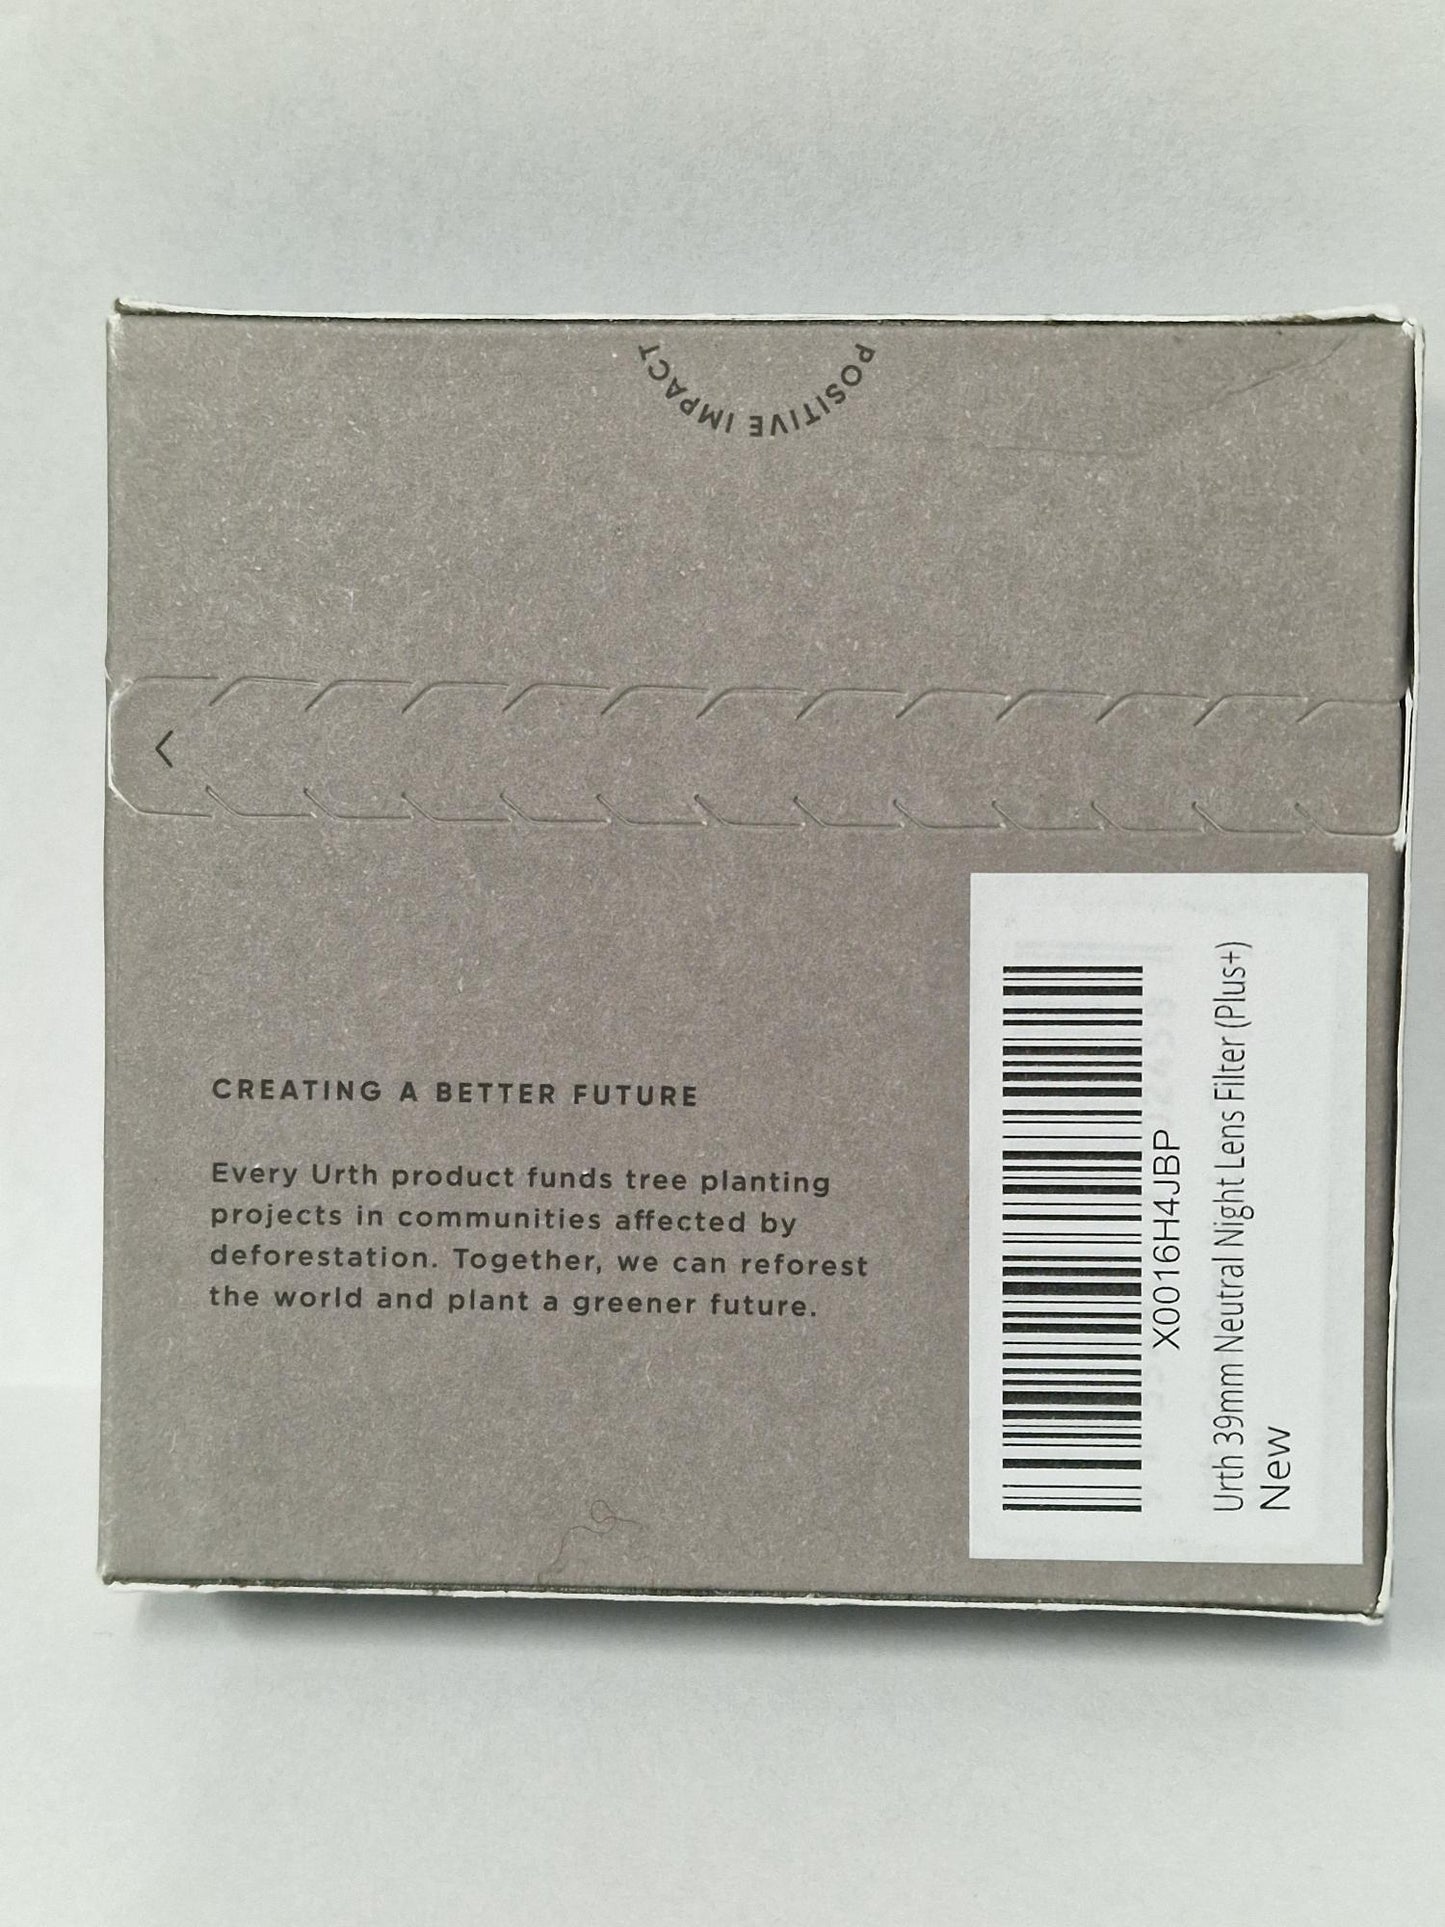 POSITIVE IMPACT
CREATING A BETTER FUTURE
Every Urth product funds tree planting
projects in communities affected by
deforestation. Together, we can reforest
the world and plant a greener future.
X0016H4JBP
Urth 39mm Neutral Night Lens Filter (Plus+)
New